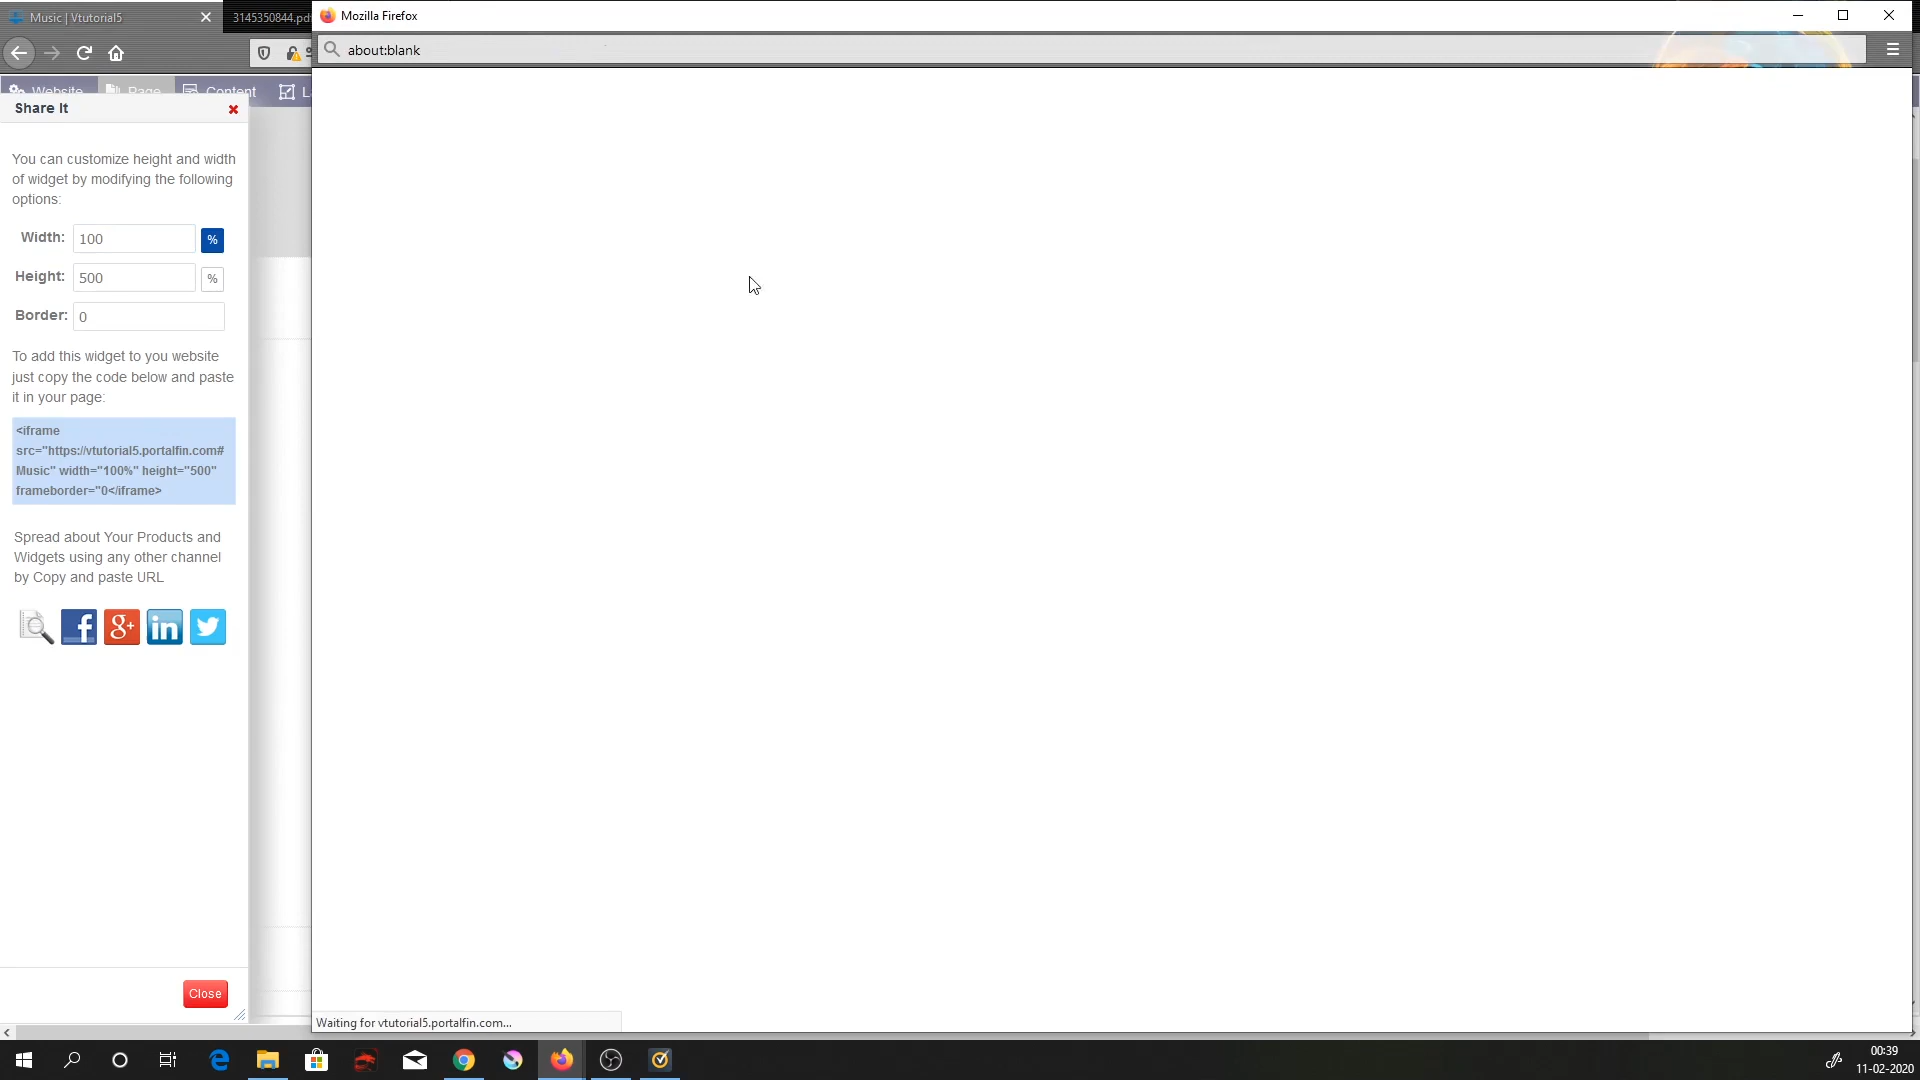 Music | Vtutorial5
3145350844.pd
Mozilla Firefox
about:blank
Website
Page
Content
L
Share It
You can customize height and width
of widget by modifying the following
options:
Width:
100
%
Height:
500
%
Border:
0
To add this widget to you website
just copy the code below and paste
it in your page:
<iframe
src="https://vtutorial5.portalfin.com#
Music" width="100%" height="500"
frameborder="0</iframe>
Spread about Your Products and
Widgets using any other channel
by Copy and paste URL
Close
Waiting for vtutorial5.portalfin.com...
00:39
11-02-2020